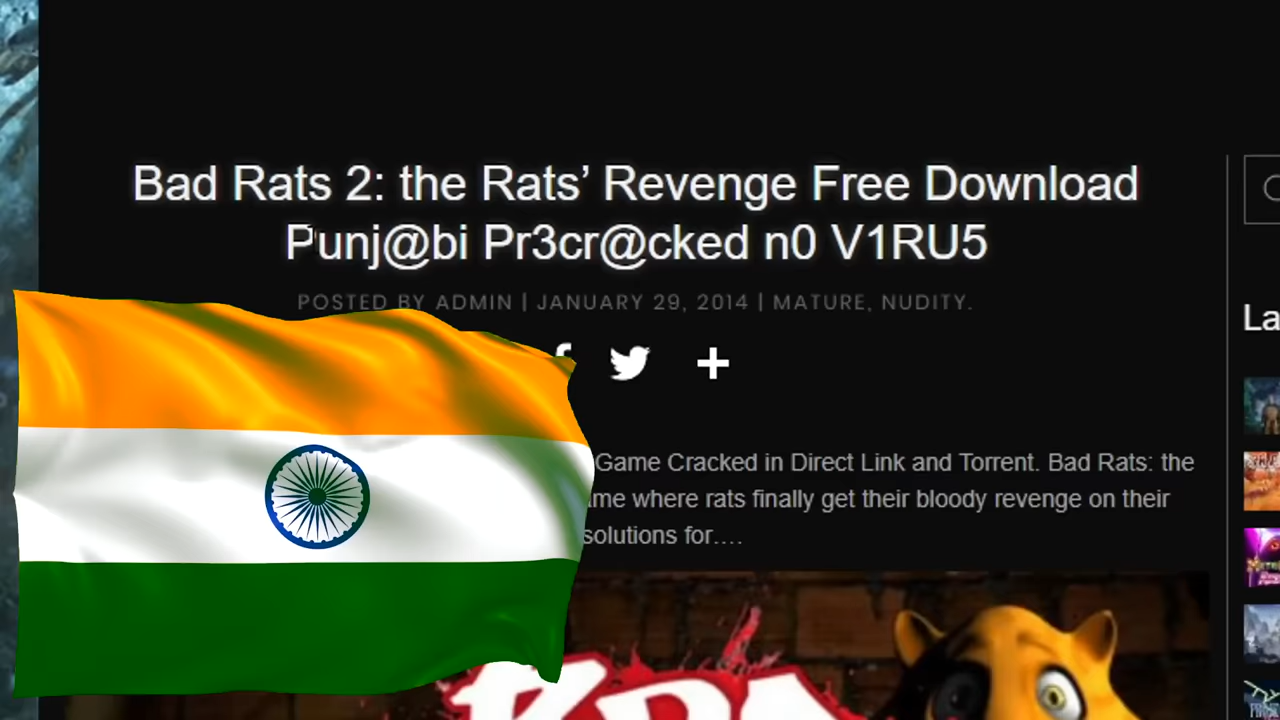 Bad Rats 2: the Rats’ Revenge Free Download
Punj@bi Pr3cr@cked n0 V1RU5
POSTED BY ADMIN | JANUARY 29, 2014 | MATURE, NUDITY.
La
Game Cracked in Direct Link and Torrent. Bad Rats: the
where rats finally get their bloody revenge on their
solutions for….